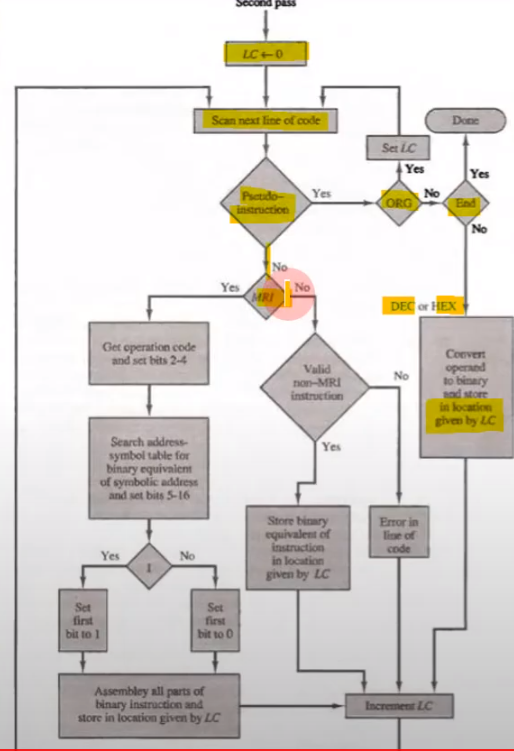 Second pass
LC ← 0
Scan next line of code
Done
Set LC
Yes
Yes
Pseudo-
instruction
Yes
ORG
No
End
No
No
Yes
MRI
No
DEC or HEX
Get operation code
and set bits 2-4
Valid
non-MRI
instruction
No
Convert
operand
to binary
and store
in location
given by LC
Search address-
symbol table for
binary equivalent
of symbolic address
and set bits 5-16
Yes
Store binary
equivalent of
instruction
in location
given by LC
Error in
line of
code
Yes
I
No
Set
first
bit to 1
Set
first
bit to 0
Assembley all parts of
binary instruction and
store in location given by LC
Increment LC